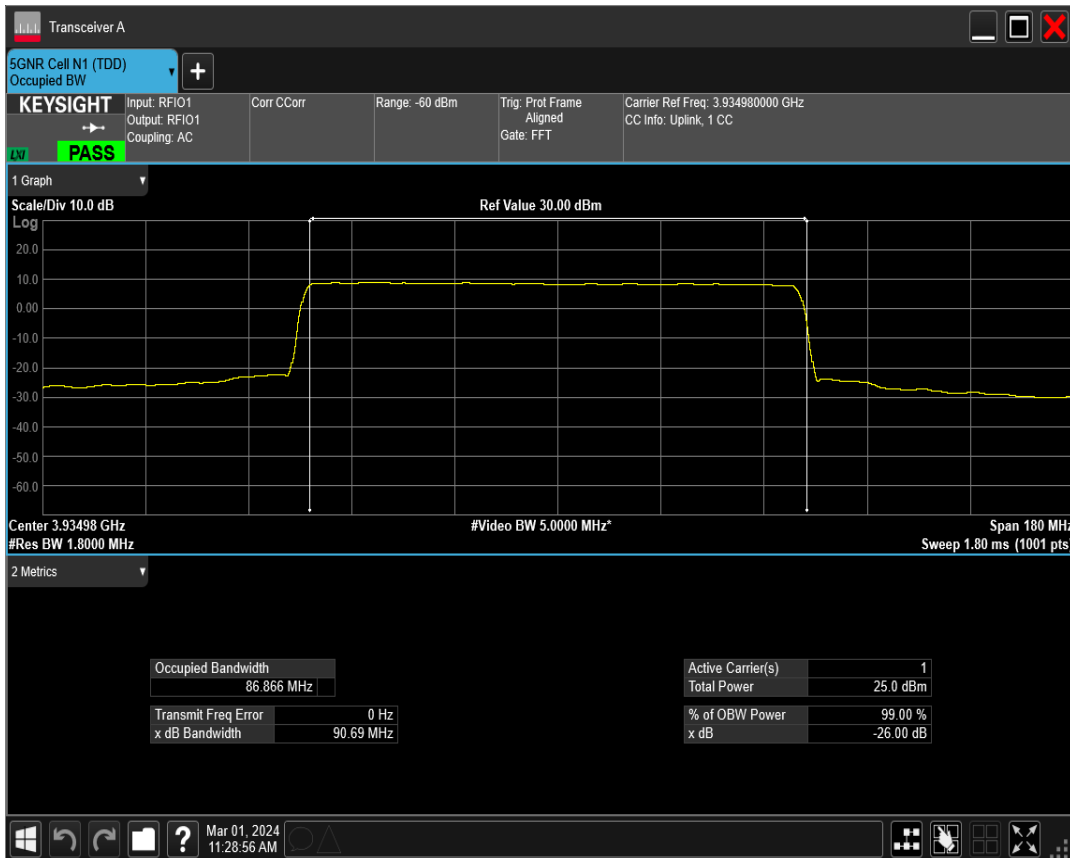 Transceiver A
5GNR Cell N1 (TDD)
Occupied BW
+
KEYSIGHT
LXI
PASS
Input: RFIO1
Output: RFIO1
Coupling: AC
Corr CCorr
Range: -60 dBm
Trig: Prot Frame
Aligned
Gate: FFT
Carrier Ref Freq: 3.934980000 GHz
CC Info: Uplink, 1 CC
1 Graph
Scale/Div 10.0 dB
Ref Value 30.00 dBm
Log
20.0
10.0
0.00
-10.0
-20.0
-30.0
-40.0
-50.0
-60.0
Center 3.93498 GHz
#Video BW 5.0000 MHz*
Span 180 MHz
#Res BW 1.8000 MHz
Sweep 1.80 ms (1001 pts)
2 Metrics
Occupied Bandwidth
86.866 MHz
Transmit Freq Error 0 Hz
x dB Bandwidth 90.69 MHz
Active Carrier(s) 1
Total Power 25.0 dBm
% of OBW Power 99.00 %
x dB -26.00 dB
?
Mar 01, 2024
11:28:56 AM